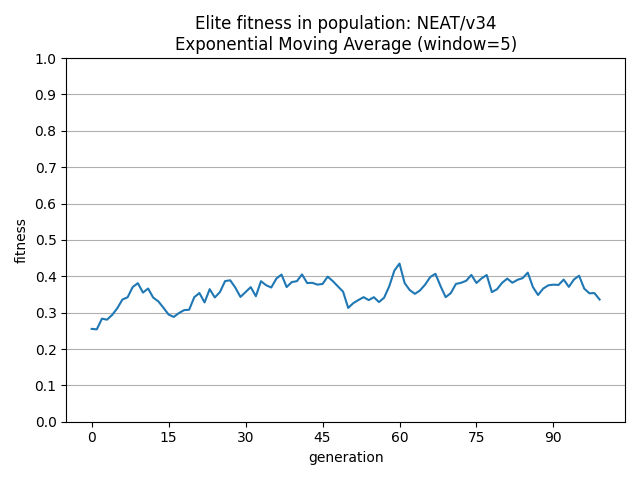 Elite fitness in population: NEAT/v34
Exponential Moving Average (window=5)
1.0
0.9
0.8
0.7
0.6
0.5
0.4
0.3
0.2
0.1
0.0
fitness
0 15 30 45 60 75 90
generation